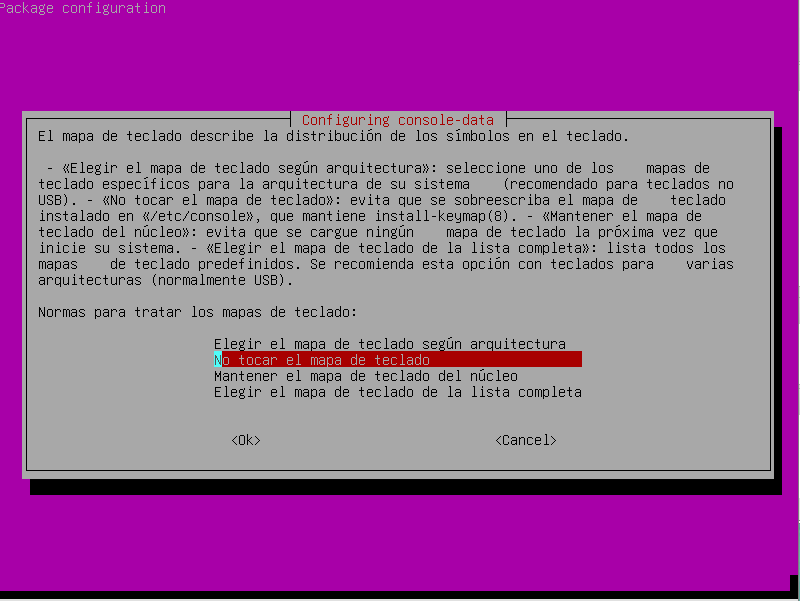 Package configuration
Configuring console-data
El mapa de teclado describe la distribución de los símbolos en el teclado.
- «Elegir el mapa de teclado según arquitectura»: seleccione uno de los    mapas de
teclado específicos para la arquitectura de su sistema    (recomendado para teclados no
USB). - «No tocar el mapa de teclado»: evita que se sobreescriba el mapa de    teclado
instalado en «/etc/console», que mantiene install-keymap(8). - «Mantener el mapa de
teclado del núcleo»: evita que se cargue ningún    mapa de teclado la próxima vez que
inicie su sistema. - «Elegir el mapa de teclado de la lista completa»: lista todos los
mapas    de teclado predefinidos. Se recomienda esta opción con teclados para    varias
arquitecturas (normalmente USB).
Normas para tratar los mapas de teclado:
Elegir el mapa de teclado según arquitectura
No tocar el mapa de teclado
Mantener el mapa de teclado del núcleo
Elegir el mapa de teclado de la lista completa
<Ok> <Cancel>